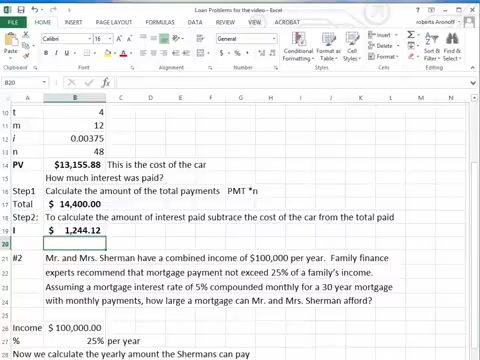 Loan Problems for the video - Excel
FILE HOME INSERT PAGE LAYOUT FORMULAS DATA REVIEW VIEW ACROBAT roberta Aronoff
Calibri 16 General Insert
Paste Conditional Format as Cell Delete Sort & Find &
Formatting Table Styles Format Filter Select
Clipboard Font Alignment Number Styles Cells Editing
B20 fx
A B C D E F G H I J K L M N
10 t 4
11 m 12
12 i 0.00375
13 n 48
14 PV $13,155.88 This is the cost of the car
15 How much interest was paid?
16 Step1 Calculate the amount of the total payments PMT *n
17 Total $ 14,400.00
18 Step2: To calculate the amount of interest paid subtrace the cost of the car from the total paid
19 I $ 1,244.12
20
21 #2 Mr. and Mrs. Sherman have a combined income of $100,000 per year. Family finance
22 experts recommend that mortgage payment not exceed 25% of a family's income.
23 Assuming a mortgage interest rate of 5% compounded monthly for a 30 year mortgage
24 with monthly payments, how large a mortgage can Mr. and Mrs. Sherman afford?
26 Income $ 100,000.00
27 % 25% per year
28 Now we calculate the yearly amount the Shermans can pay